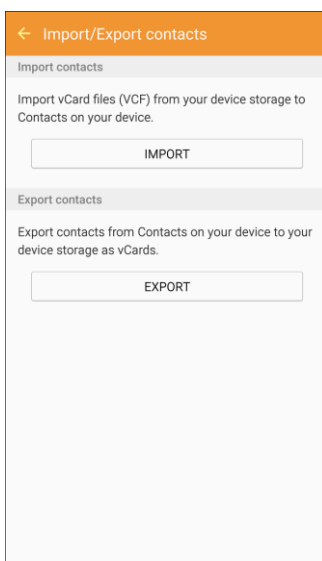 Import/Export contacts
Import contacts
Import vCard files (VCF) from your device storage to
Contacts on your device.
IMPORT
Export contacts
Export contacts from Contacts on your device to your
device storage as vCards.
EXPORT